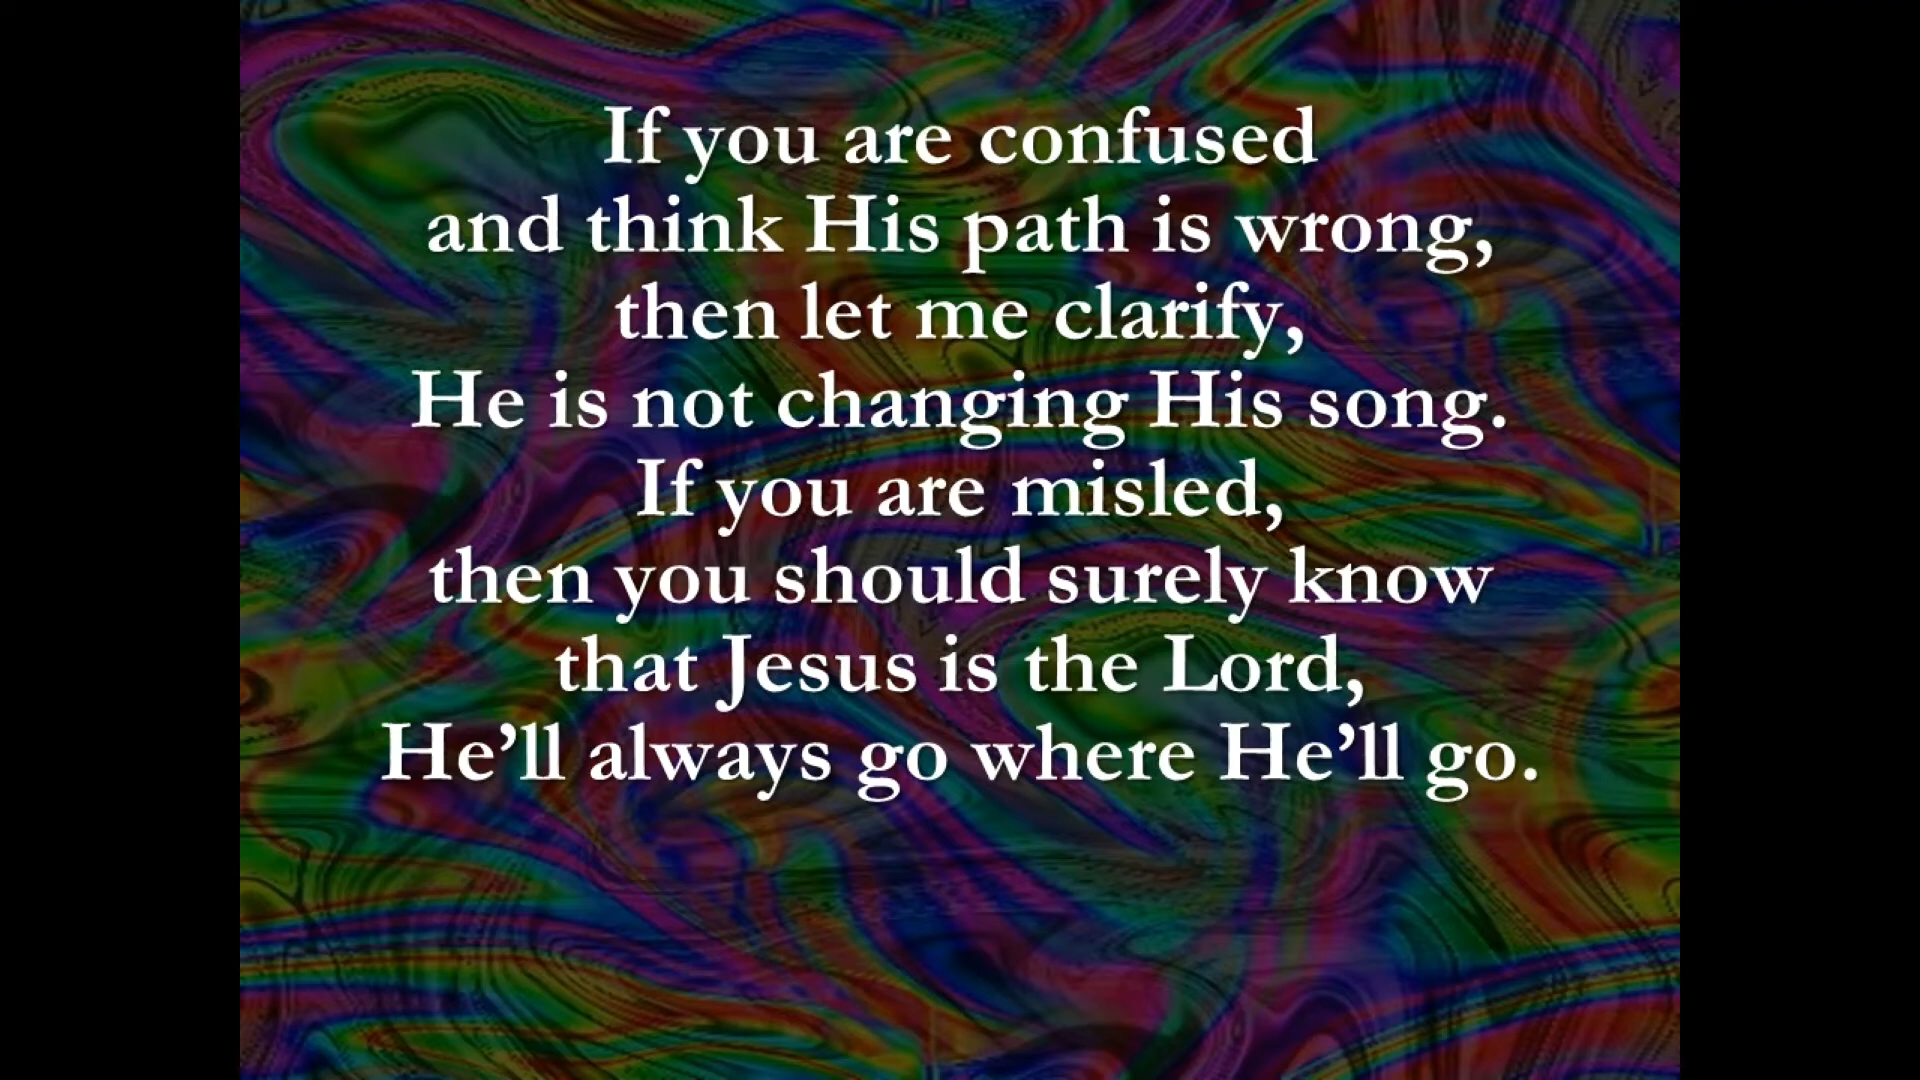 If you are confused
and think His path is wrong,
then let me clarify,
He is not changing His song.
If you are misled,
then you should surely know
that Jesus is the Lord,
He’ll always go where He’ll go.